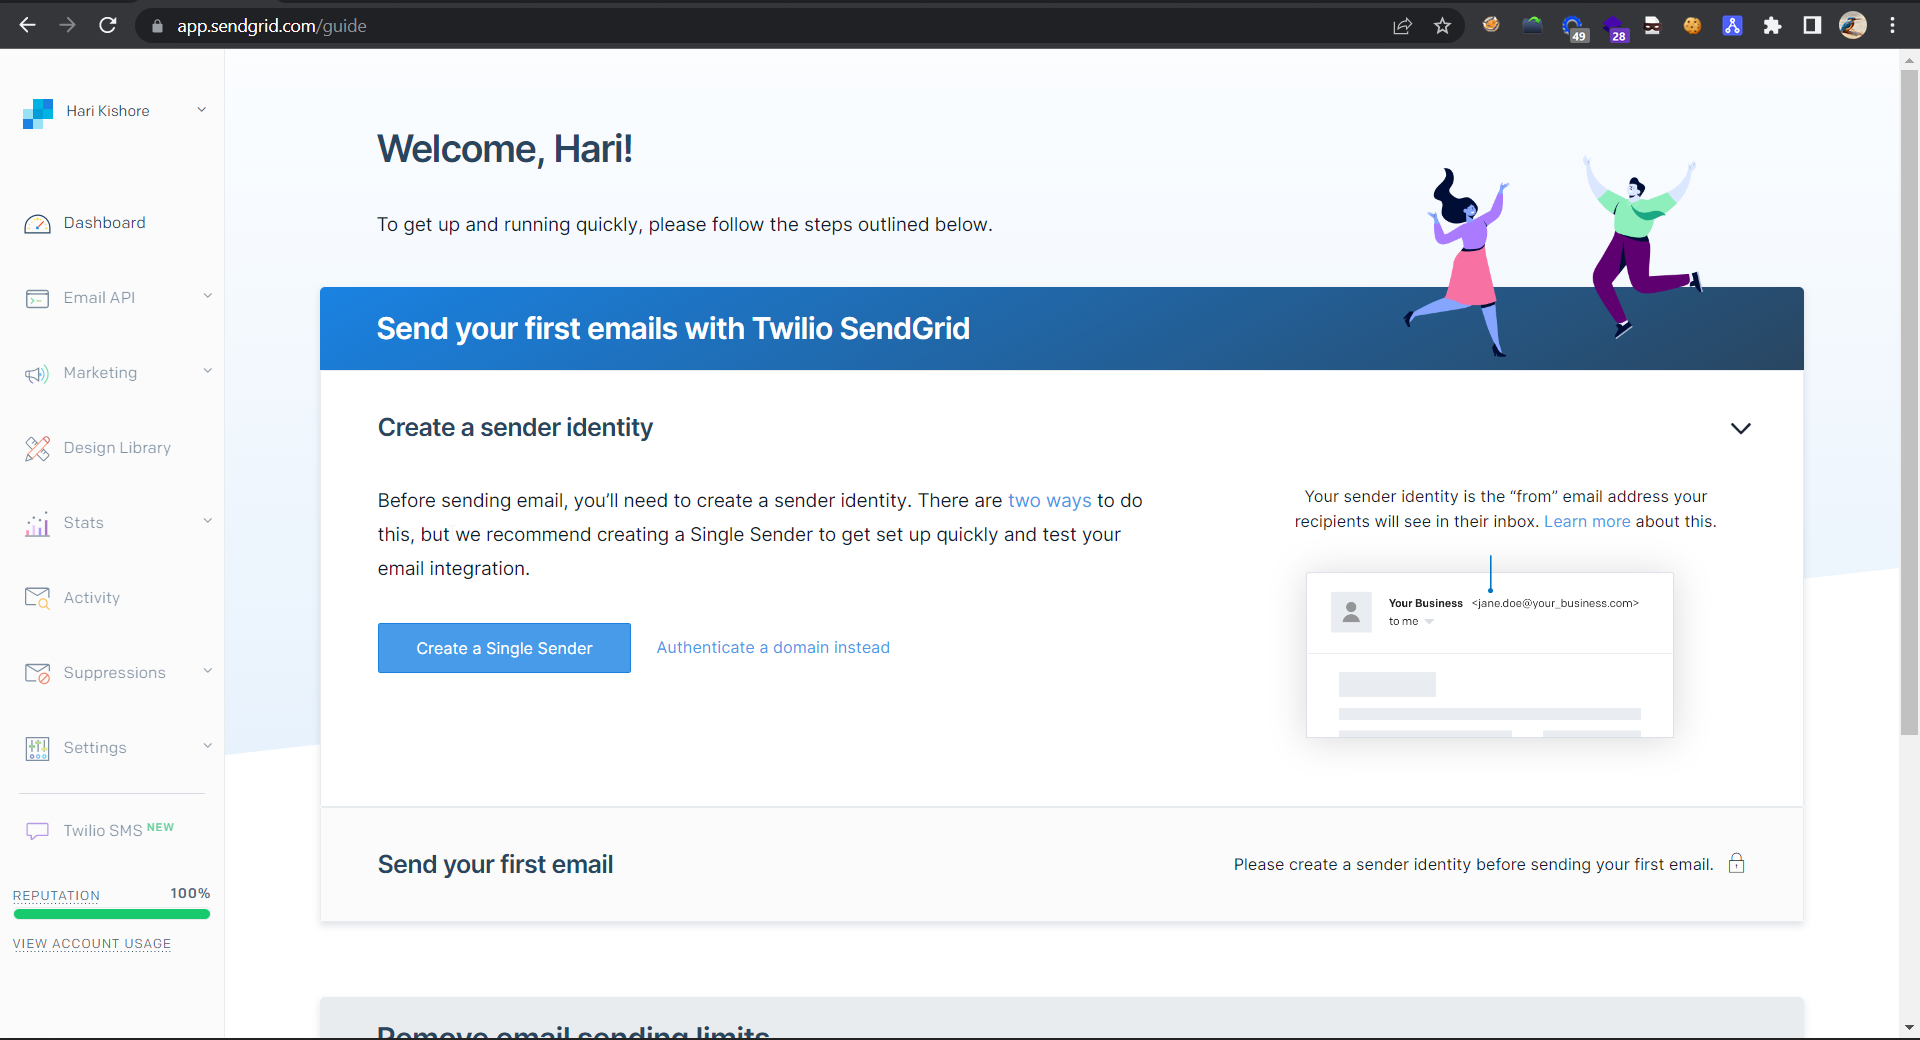 app.sendgrid.com/guide
49
28
Hari Kishore
Dashboard
Email API
Marketing
Design Library
Stats
Activity
Suppressions
Settings
Twilio SMS NEW
REPUTATION 100%
VIEW ACCOUNT USAGE
Welcome, Hari!
To get up and running quickly, please follow the steps outlined below.
Send your first emails with Twilio SendGrid
Create a sender identity
Before sending email, you’ll need to create a sender identity. There are two ways to do
this, but we recommend creating a Single Sender to get set up quickly and test your
email integration.
Create a Single Sender
Authenticate a domain instead
Your sender identity is the “from” email address your
recipients will see in their inbox. Learn more about this.
Your Business <jane.doe@your_business.com>
to me
Send your first email
Please create a sender identity before sending your first email.
Remove email sending limits